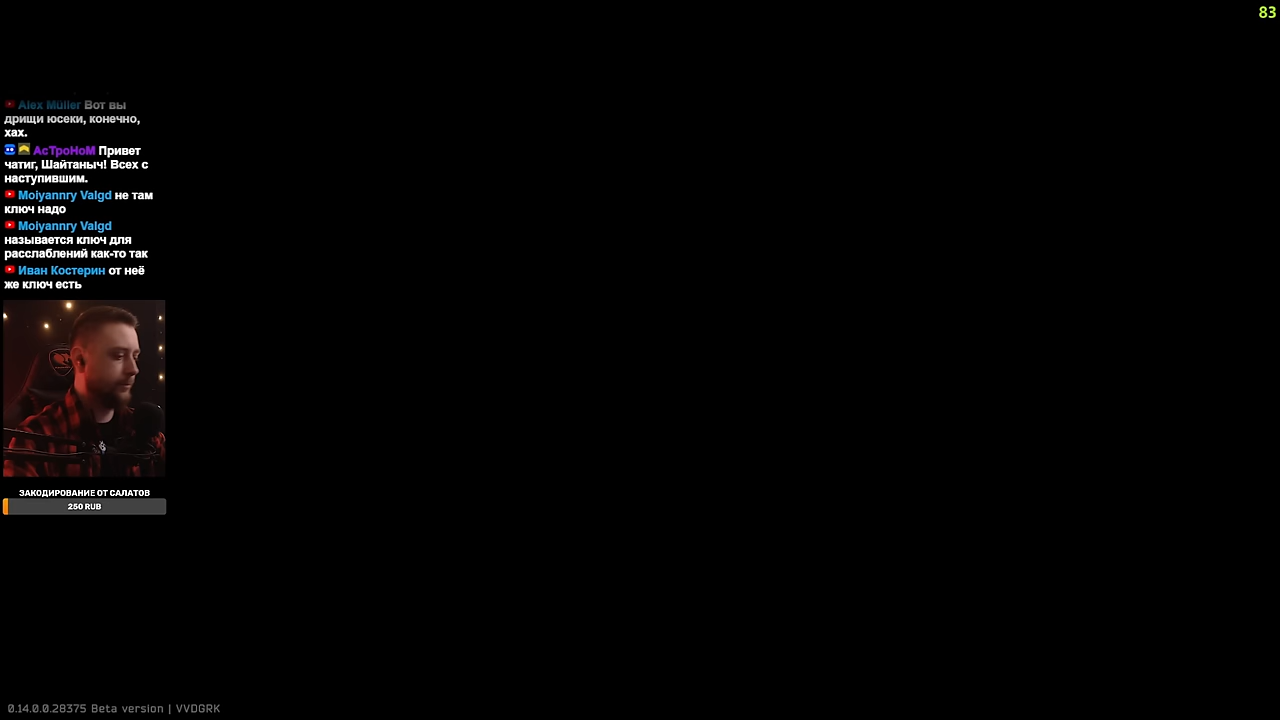 83
Alex Müller Вот вы
дрищи юсеки, конечно,
хах.
АсТроНоМ Привет
чатиг, Шайтаныч! Всех с
наступившим.
Moiyannry Valgd не там
ключ надо
Moiyannry Valgd
называется ключ для
расслаблений как-то так
Иван Костерин от неё
же ключ есть
ЗАКОДИРОВАНИЕ ОТ САЛАТОВ
250 RUB
0.14.0.0.28375 Beta version | VVDGRK